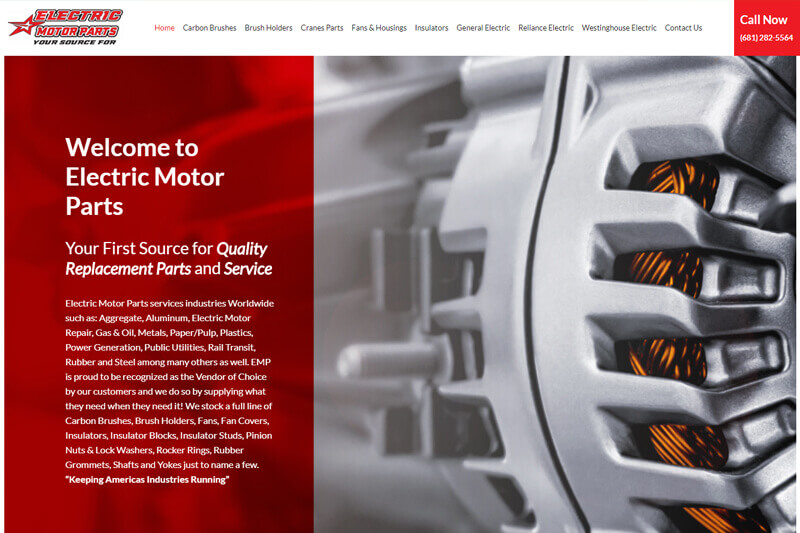 ELECTRIC
MOTOR PARTS
YOUR SOURCE FOR
Home Carbon Brushes Brush Holders Cranes Parts Fans & Housings Insulators General Electric Reliance Electric Westinghouse Electric Contact Us
Call Now
(681) 282-5564
Welcome to
Electric Motor
Parts
Your First Source for Quality
Replacement Parts and Service
Electric Motor Parts services industries Worldwide
such as: Aggregate, Aluminum, Electric Motor
Repair, Gas & Oil, Metals, Paper/Pulp, Plastics,
Power Generation, Public Utilities, Rail Transit,
Rubber and Steel among many others as well. EMP
is proud to be recognized as the Vendor of Choice
by our customers and we do so by supplying what
they need when they need it! We stock a full line of
Carbon Brushes, Brush Holders, Fans, Fan Covers,
Insulators, Insulator Blocks, Insulator Studs, Pinion
Nuts & Lock Washers, Rocker Rings, Rubber
Grommets, Shafts and Yokes just to name a few.
"Keeping Americas Industries Running"